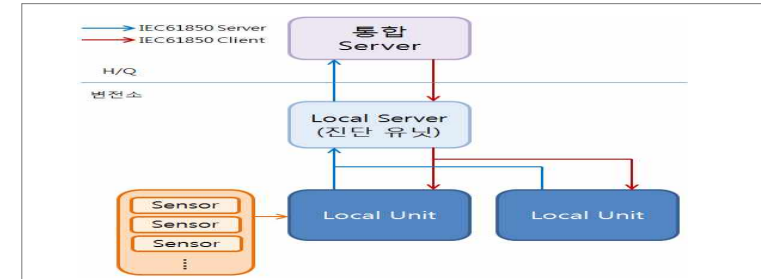 IEC61850 Server
IEC61850 Client
통합
Server
H/Q
변전소
Local Server
(진단 유닛)
Sensor
Sensor
Sensor
⋮
Local Unit
Local Unit